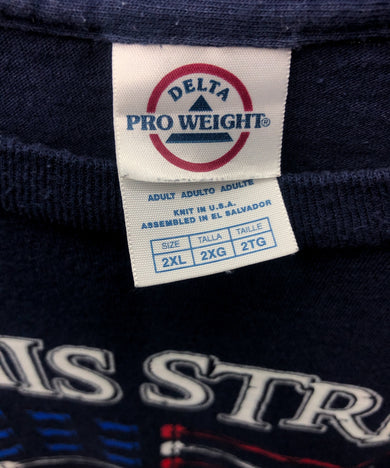 DELTA
PRO WEIGHT®
ADULT ADULTO ADULTE
KNIT IN U.S.A.
ASSEMBLED IN EL SALVADOR
SIZE TALLA TAILLE
2XL 2XG 2TG